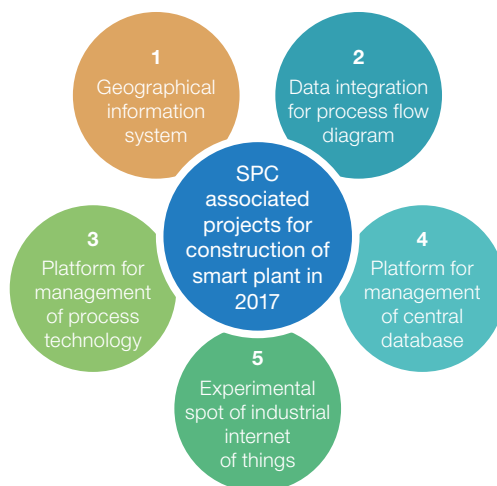 1
Geographical
information
system
2
Data integration
for process flow
diagram
SPC
associated
projects for
construction of
smart plant in
2017
3
Platform for
management
of process
technology
4
Platform for
management
of central
database
5
Experimental
spot of industrial
internet
of things